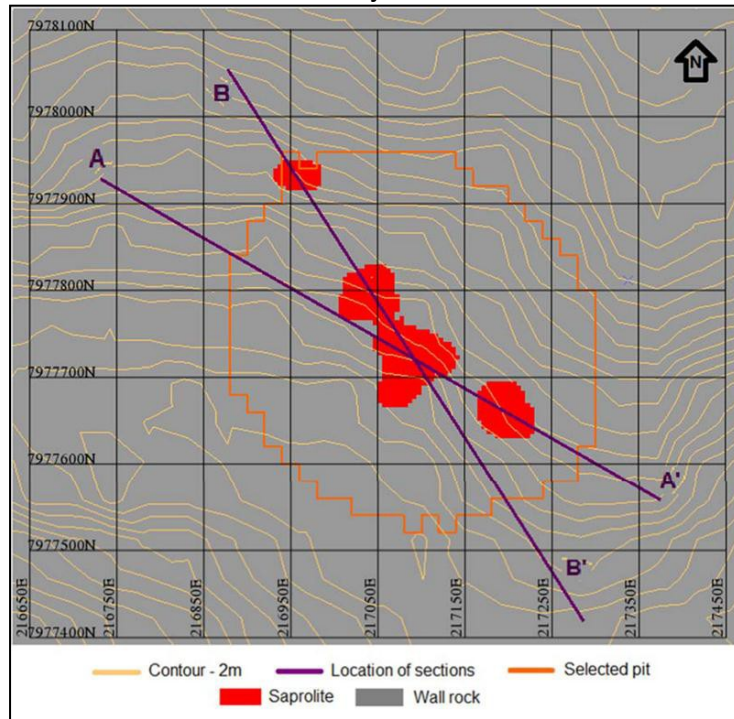 7978100N
N
7978000N
B
A
7977900N
7977800N
7977700N
7977600N
A'
7977500N
B'
7977400N
216650E
216750E
216850E
216950E
217050E
217150E
217250E
217350E
217450E
Contour - 2m
Location of sections
Selected pit
Saprolite
Wall rock